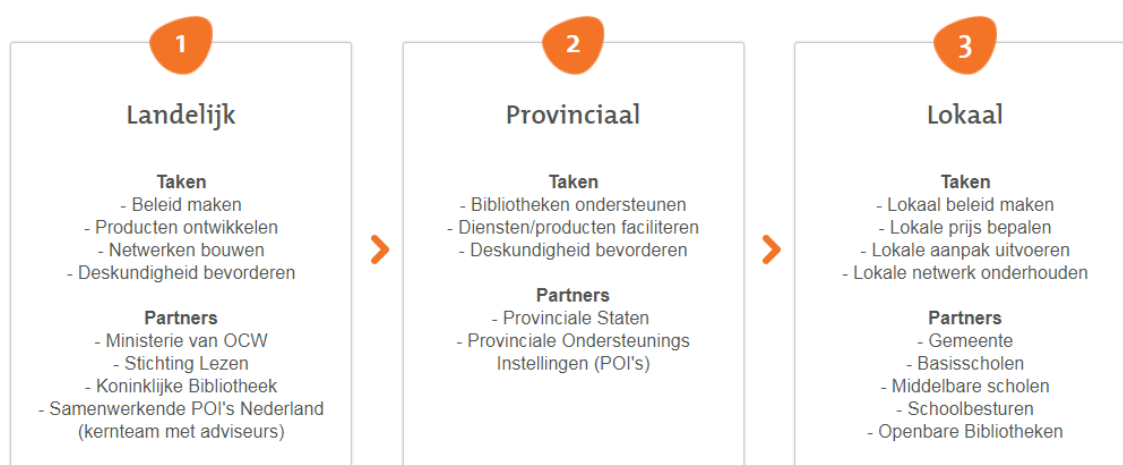 1
Landelijk
Taken
- Beleid maken
- Producten ontwikkelen
- Netwerken bouwen
- Deskundigheid bevorderen
Partners
- Ministerie van OCW
- Stichting Lezen
- Koninklijke Bibliotheek
- Samenwerkende POI's Nederland
(kernteam met adviseurs)
2
Provinciaal
Taken
- Bibliotheken ondersteunen
- Diensten/producten faciliteren
- Deskundigheid bevorderen
Partners
- Provinciale Staten
- Provinciale Ondersteunings
Instellingen (POI's)
3
Lokaal
Taken
- Lokaal beleid maken
- Lokale prijs bepalen
- Lokale aanpak uitvoeren
- Lokale netwerk onderhouden
Partners
- Gemeente
- Basisscholen
- Middelbare scholen
- Schoolbesturen
- Openbare Bibliotheken